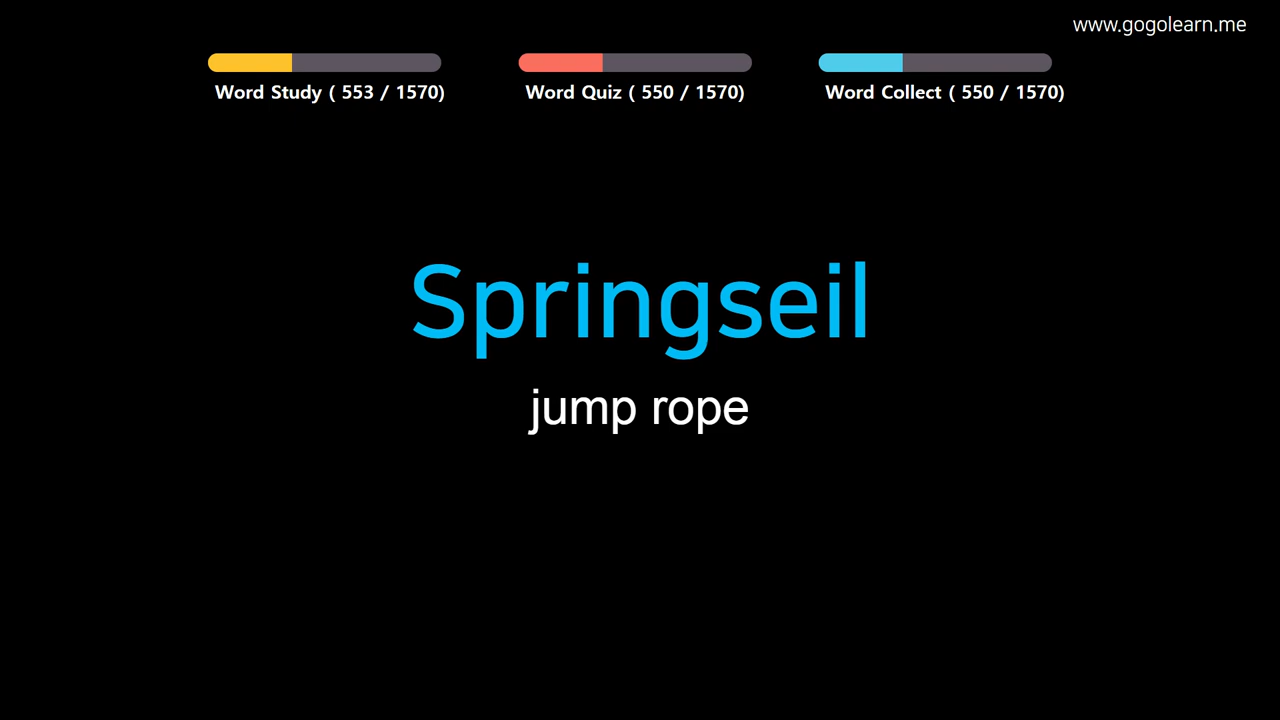 www.gogolearn.me
Word Study ( 553 / 1570)
Word Quiz ( 550 / 1570)
Word Collect ( 550 / 1570)
Springseil
jump rope